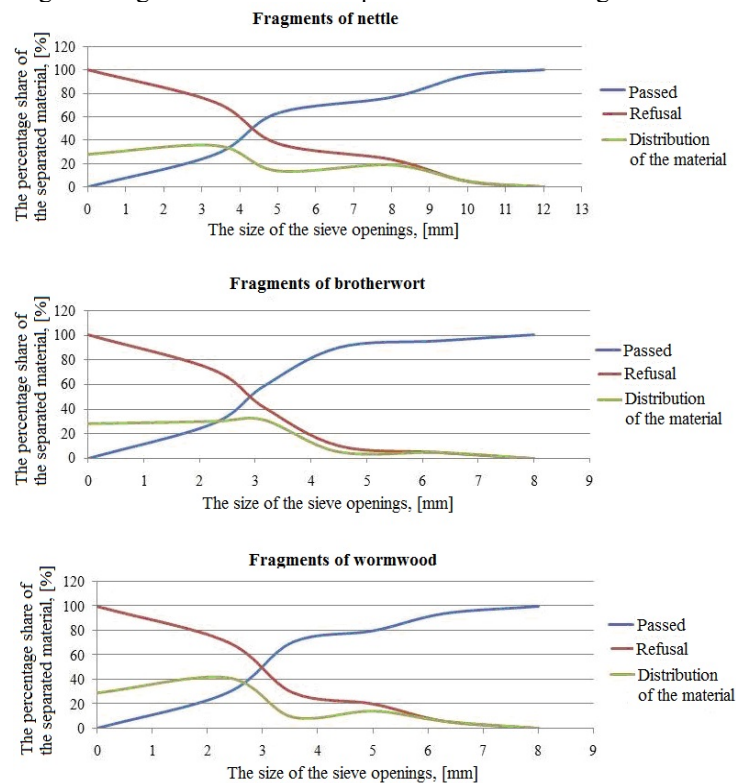 Fragments of nettle
The percentage share of
the separated material, [%]
120
100
80
60
40
20
0
0 1 2 3 4 5 6 7 8 9 10 11 12 13
The size of the sieve openings, [mm]
Passed
Refusal
Distribution
of the material
Fragments of brotherwort
The percentage share of
the separated material, [%]
120
100
80
60
40
20
0
0 1 2 3 4 5 6 7 8 9
The size of the sieve openings, [mm]
Passed
Refusal
Distribution
of the material
Fragments of wormwood
The percentage share of
the separated material, [%]
120
100
80
60
40
20
0
0 1 2 3 4 5 6 7 8 9
The size of the sieve openings, [mm]
Passed
Refusal
Distribution
of the material